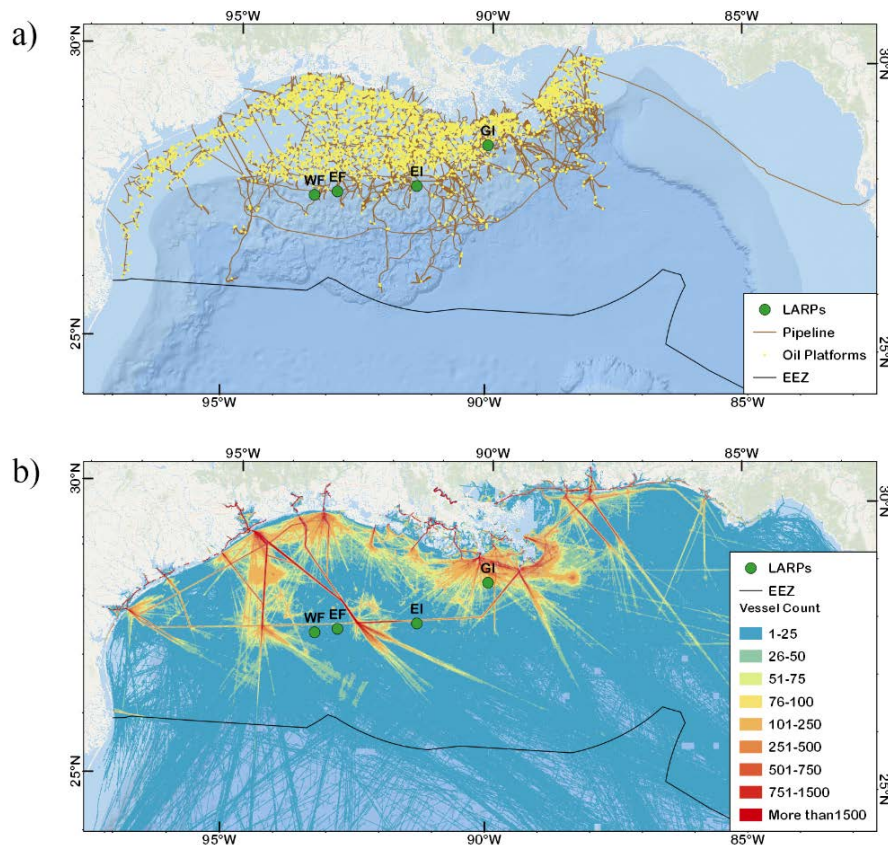 a)
95°W 90°W 85°W
30°N 30°N
GI
WF EF EI
25°N 25°N
LARPs
Pipeline
Oil Platforms
EEZ
95°W 90°W 85°W
b)
95°W 90°W 85°W
30°N 30°N
GI
WF EF EI
25°N 25°N
LARPs
EEZ
Vessel Count
1-25
26-50
51-75
76-100
101-250
251-500
501-750
751-1500
More than1500
95°W 90°W 85°W